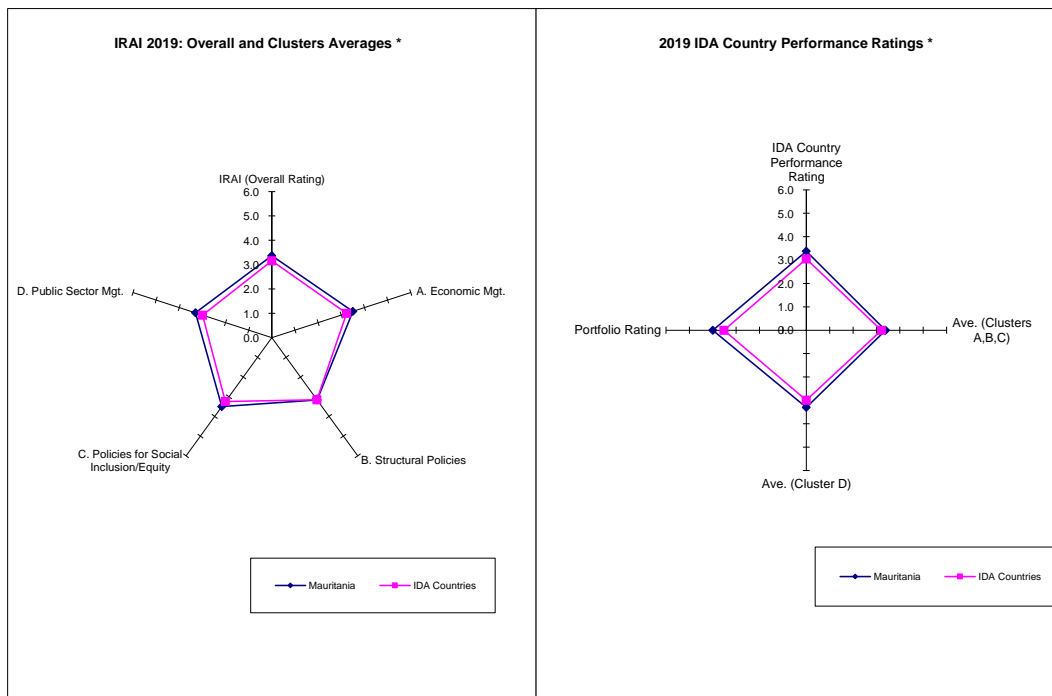 IRAI 2019: Overall and Clusters Averages *
IRAI (Overall Rating)
6.0
5.0
4.0
3.0
2.0
1.0
0.0
A. Economic Mgt.
B. Structural Policies
C. Policies for Social
Inclusion/Equity
D. Public Sector Mgt.
Mauritania
IDA Countries
2019 IDA Country Performance Ratings *
IDA Country
Performance
Rating
6.0
5.0
4.0
3.0
2.0
1.0
0.0
Ave. (Clusters
A,B,C)
Ave. (Cluster D)
Portfolio Rating
Mauritania
IDA Countries